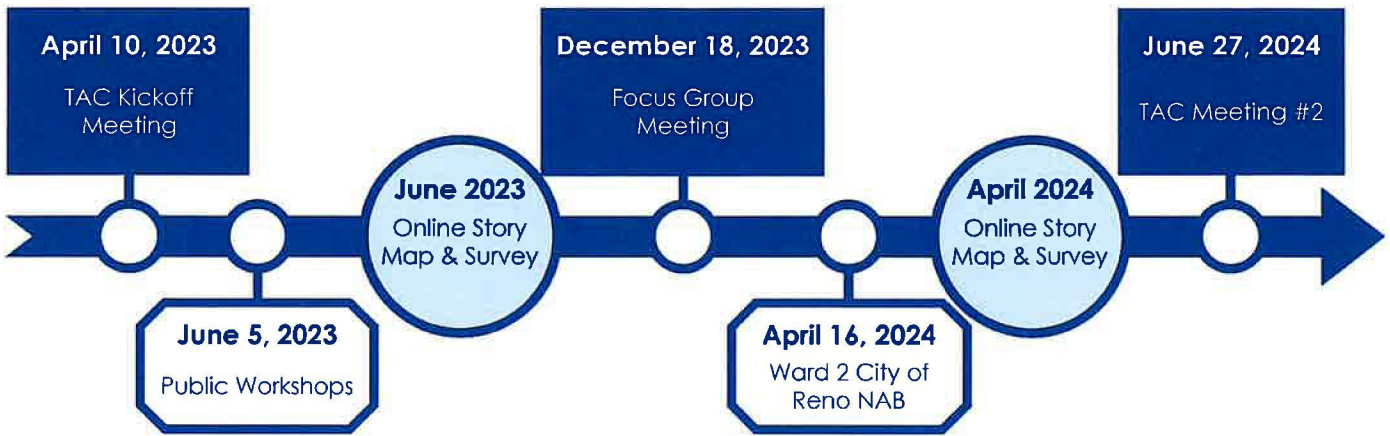 April 10, 2023
TAC Kickoff
Meeting
June 5, 2023
Public Workshops
June 2023
Online Story
Map & Survey
December 18, 2023
Focus Group
Meeting
April 16, 2024
Ward 2 City of
Reno NAB
April 2024
Online Story
Map & Survey
June 27, 2024
TAC Meeting #2